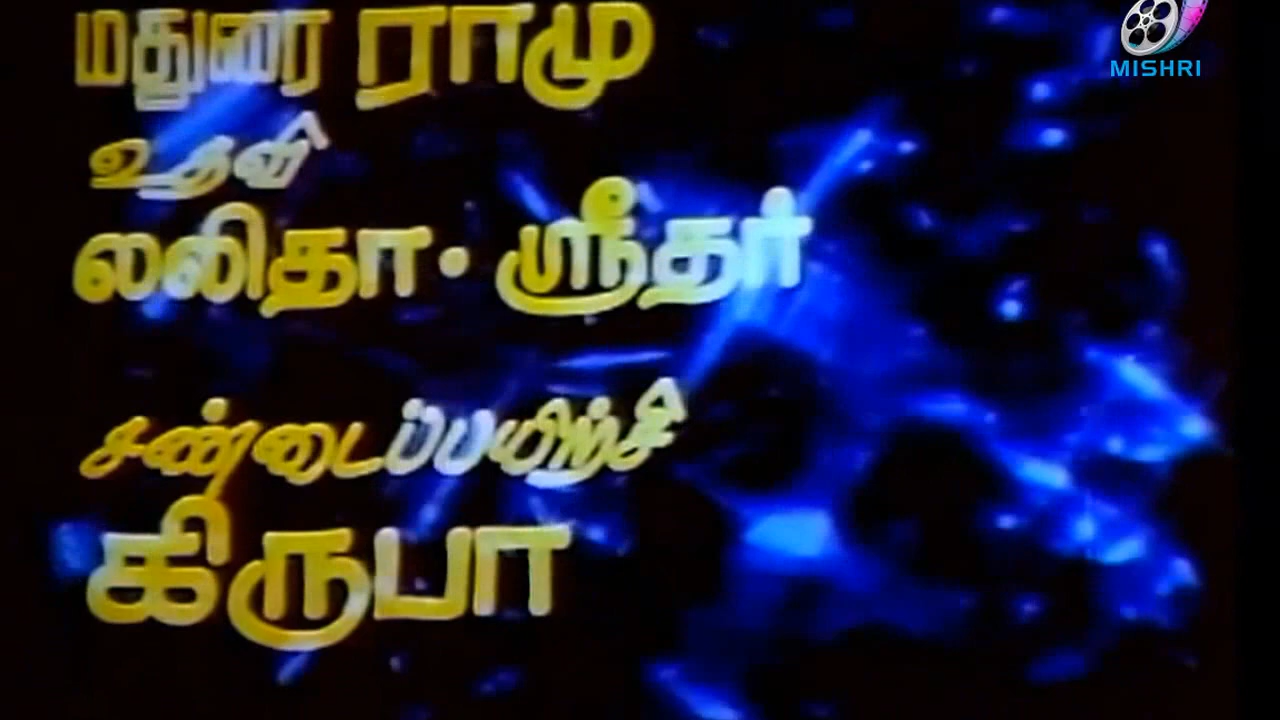 மதுரை ராமு
MISHRI
உதவி
லலிதா. ஸ்ரீதர்
சண்டைப்பயிற்சி
கிருபா